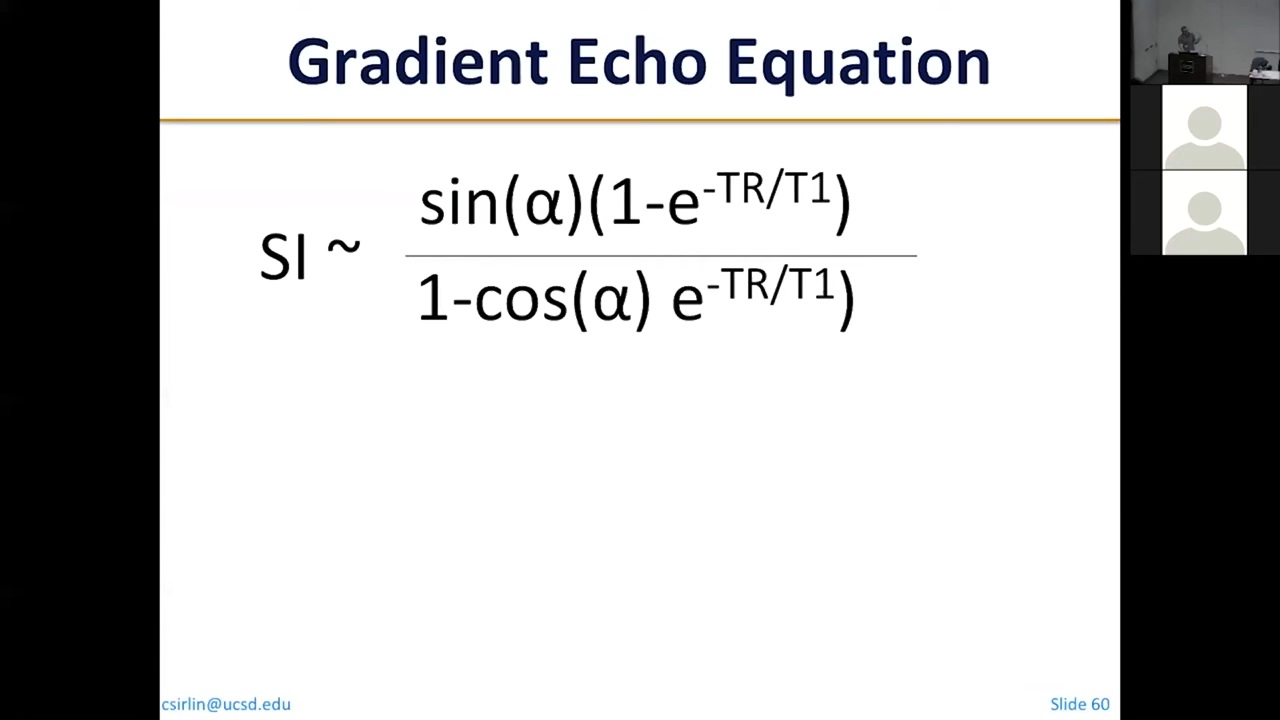 Gradient Echo Equation
SI ~
sin(α)(1-e-TR/T1)
1-cos(α) e-TR/T1)
csirlin@ucsd.edu
Slide 60